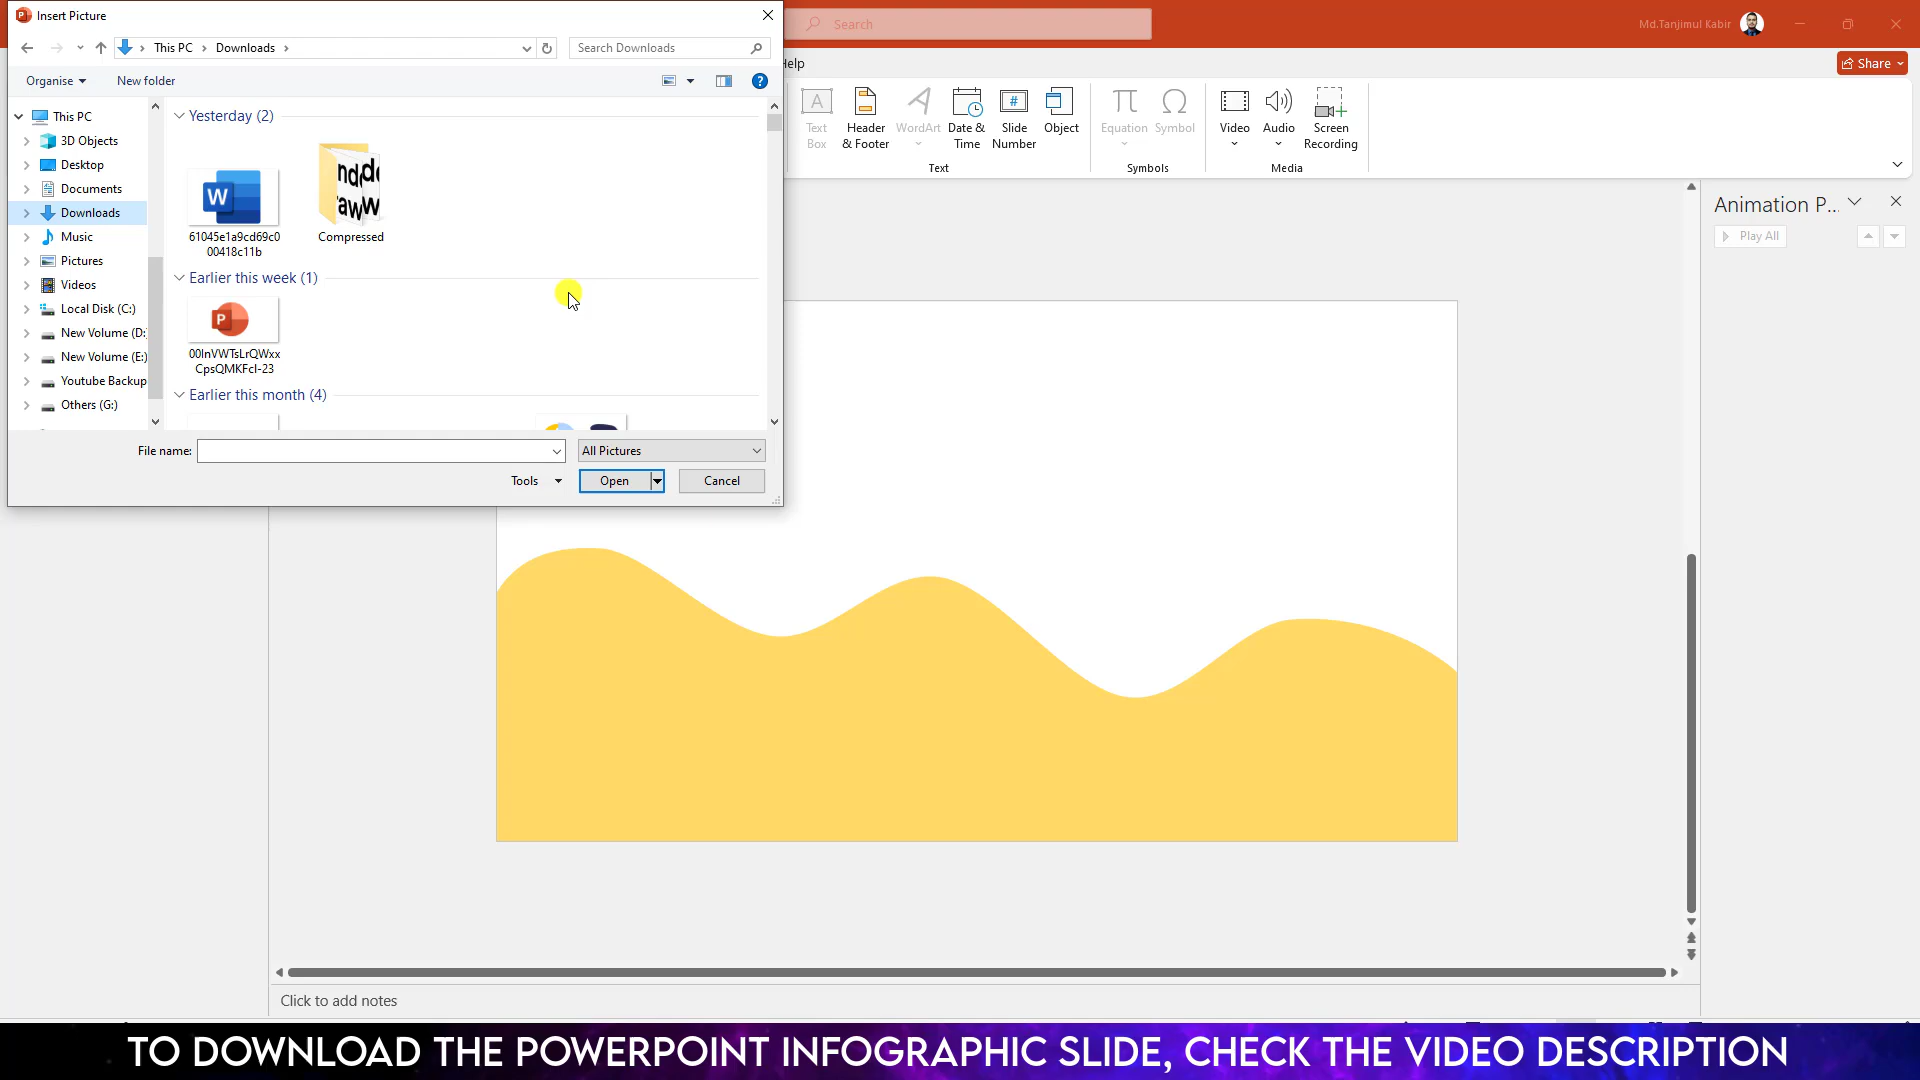 Insert Picture
Search
Md.Tanjimul Kabir
This PC > Downloads >
Search Downloads
Help
Share
Organise
New folder
This PC
3D Objects
Desktop
Documents
Downloads
Music
Pictures
Videos
Local Disk (C:)
New Volume (D:
New Volume (E:)
Youtube Backup
Others (G:)
Yesterday (2)
61045e1a9cd69c0
00418c11b
Compressed
Earlier this week (1)
00lnVWTsLrQWxx
CpsQMKFcl-23
Earlier this month (4)
File name:
All Pictures
Tools
Open
Cancel
Text
Box
Header
& Footer
WordArt
Date &
Time
Slide
Number
Object
Text
Equation
Symbol
Symbols
Video
Audio
Screen
Recording
Media
Animation P...
Play All
Click to add notes
TO DOWNLOAD THE POWERPOINT INFOGRAPHIC SLIDE, CHECK THE VIDEO DESCRIPTION